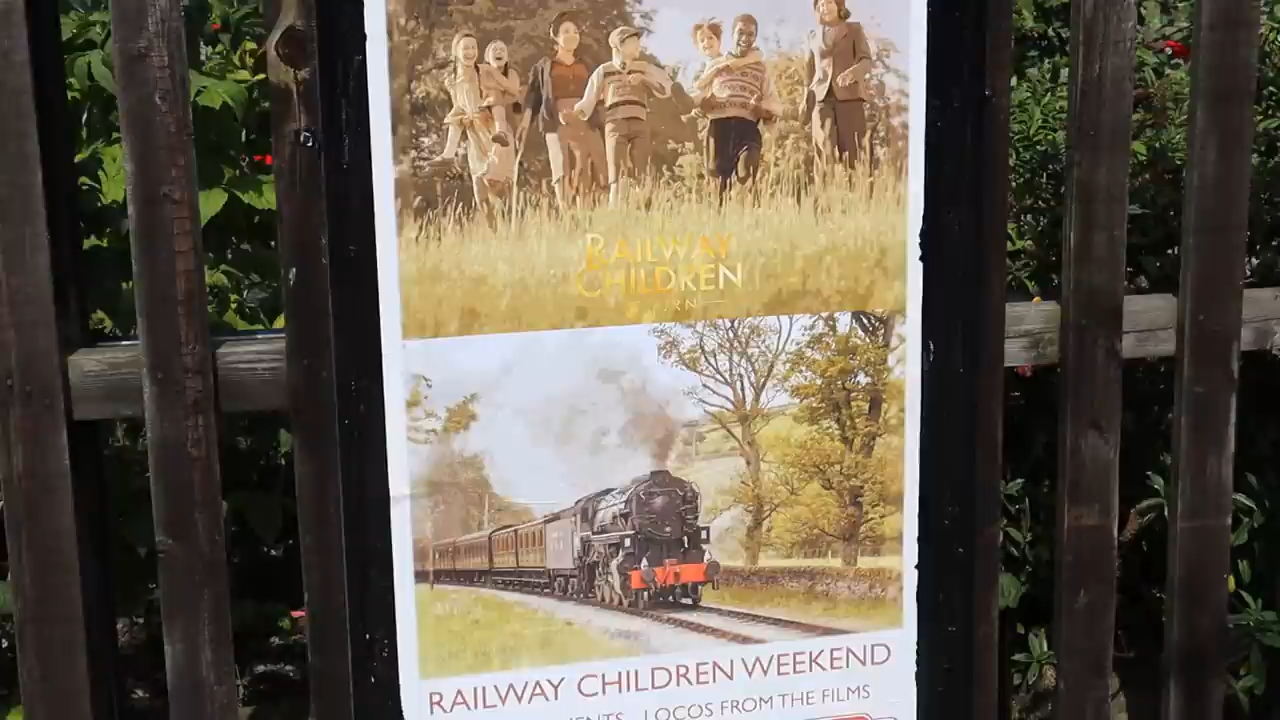 RAILWAY
CHILDREN
RAILWAY CHILDREN WEEKEND
LOCOS FROM THE FILMS